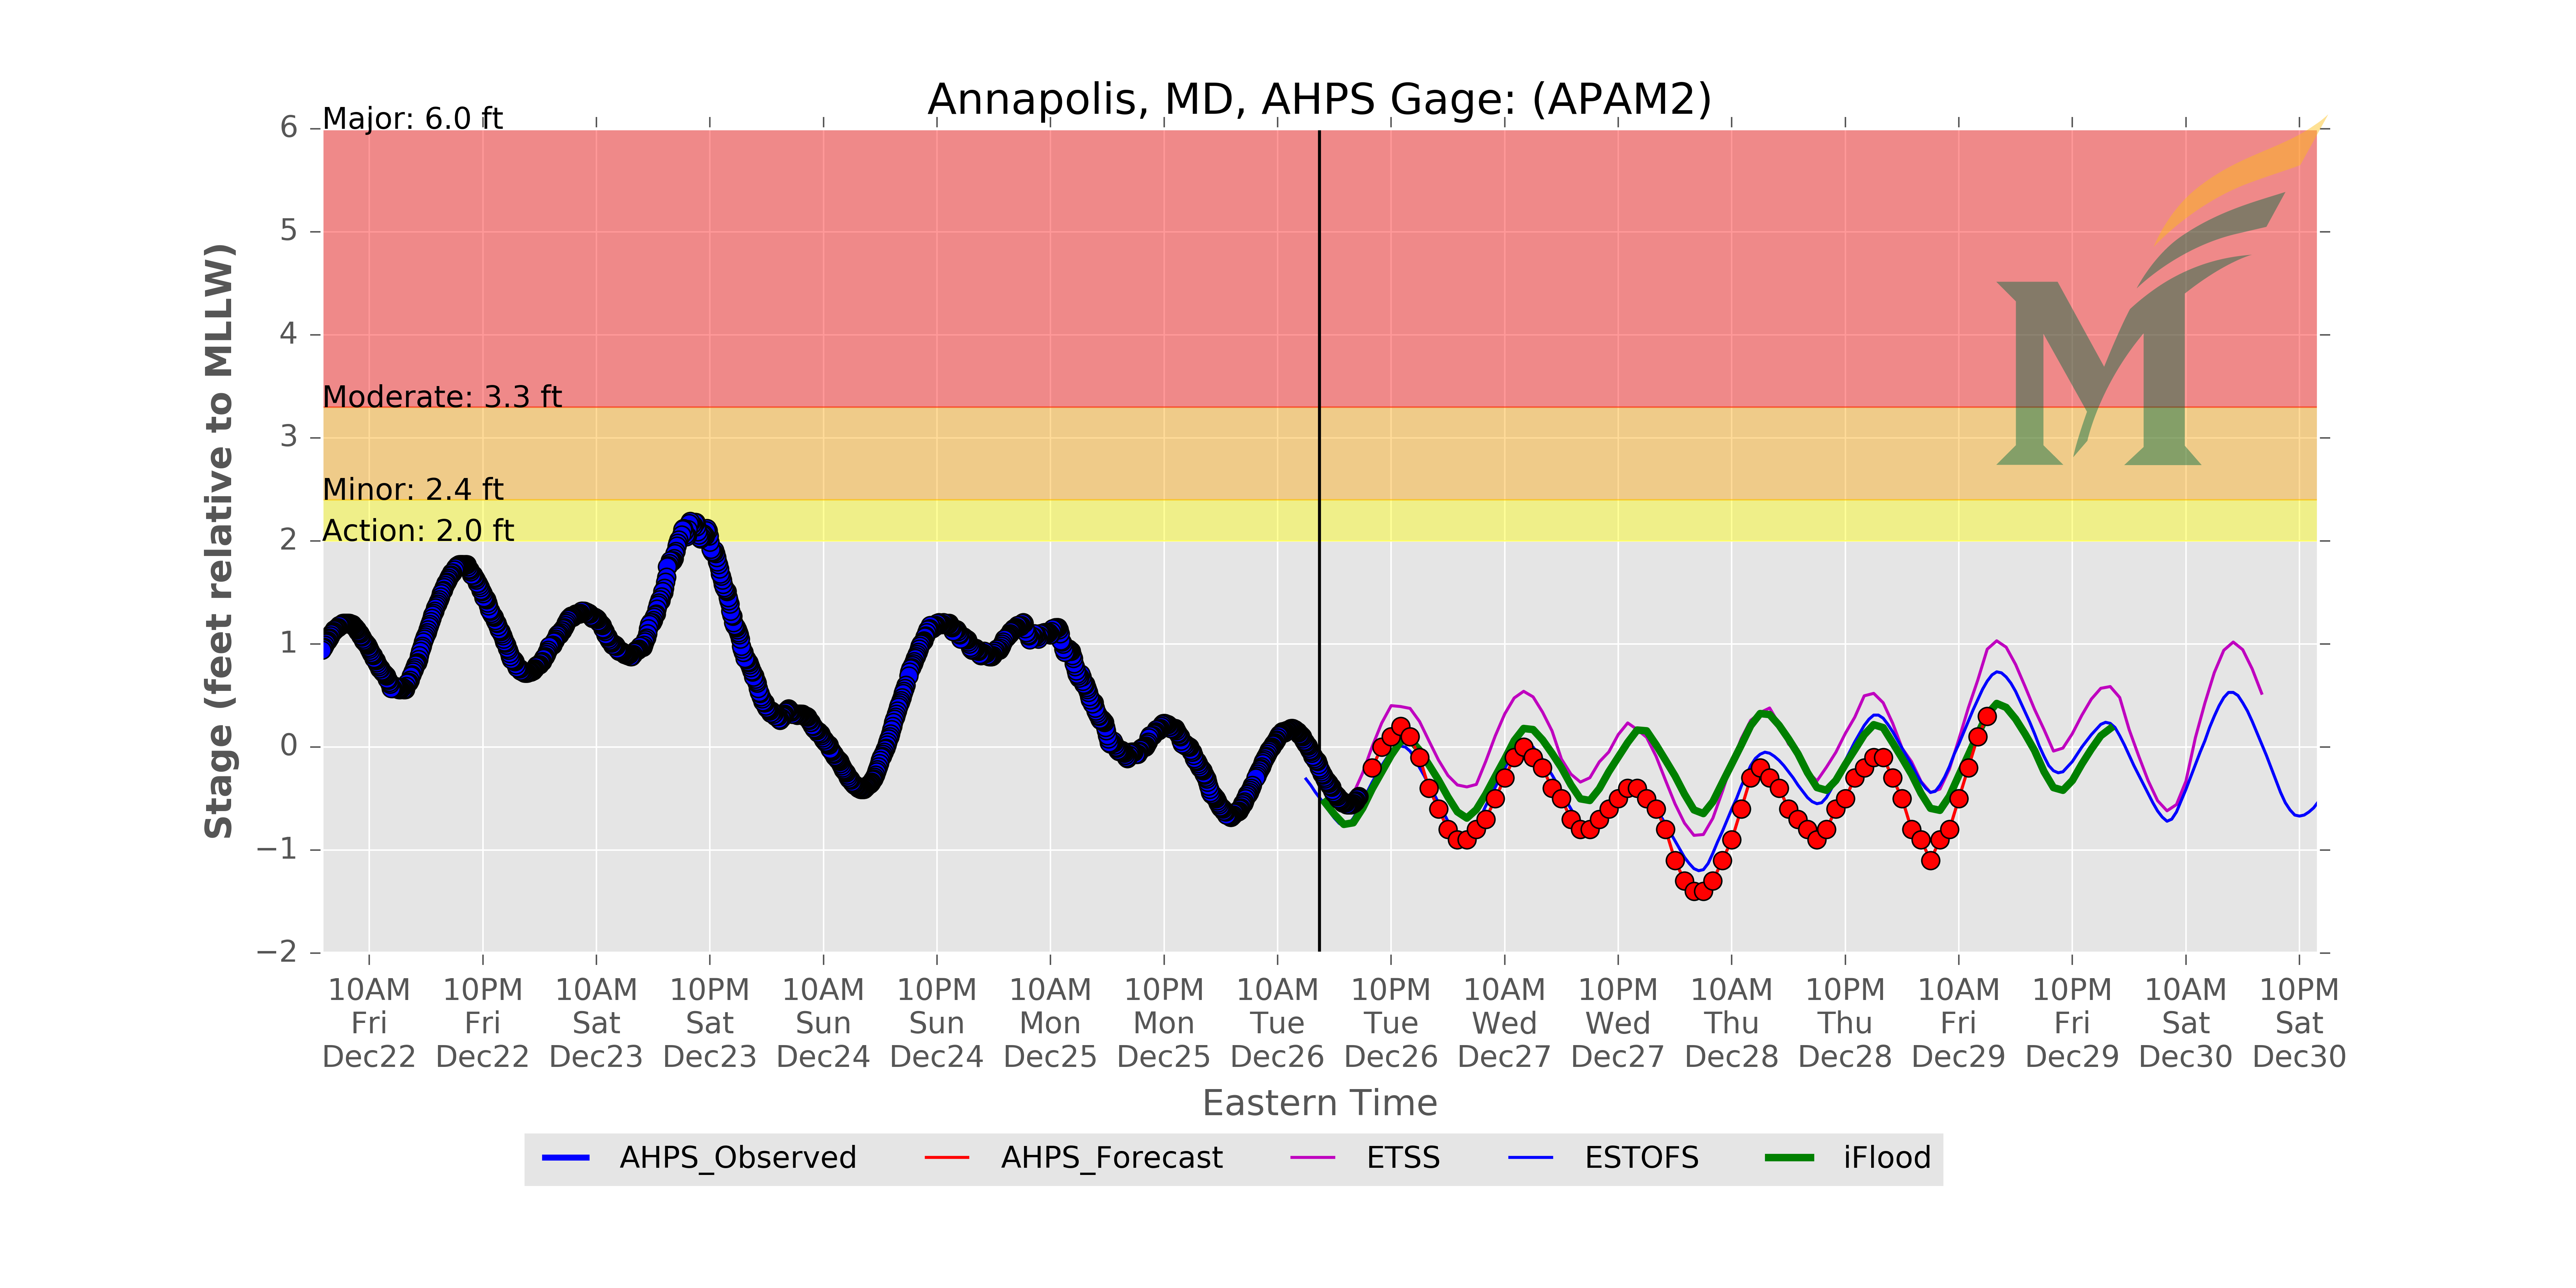 Annapolis, MD, AHPS Gage: (APAM2)
Major: 6.0 ft
Moderate: 3.3 ft
Minor: 2.4 ft
Action: 2.0 ft
Stage (feet relative to MLLW)
6
5
4
3
2
1
0
−1
−2
10AM 10PM 10AM 10PM 10AM 10PM 10AM 10PM 10AM 10PM 10AM 10PM 10AM 10PM 10AM 10PM 10AM 10PM
Fri Fri Sat Sat Sun Sun Mon Mon Tue Tue Wed Wed Thu Thu Fri Fri Sat Sat
Dec22 Dec22 Dec23 Dec23 Dec24 Dec24 Dec25 Dec25 Dec26 Dec26 Dec27 Dec27 Dec28 Dec28 Dec29 Dec29 Dec30 Dec30
Eastern Time
AHPS_Observed AHPS_Forecast ETSS ESTOFS iFlood
M